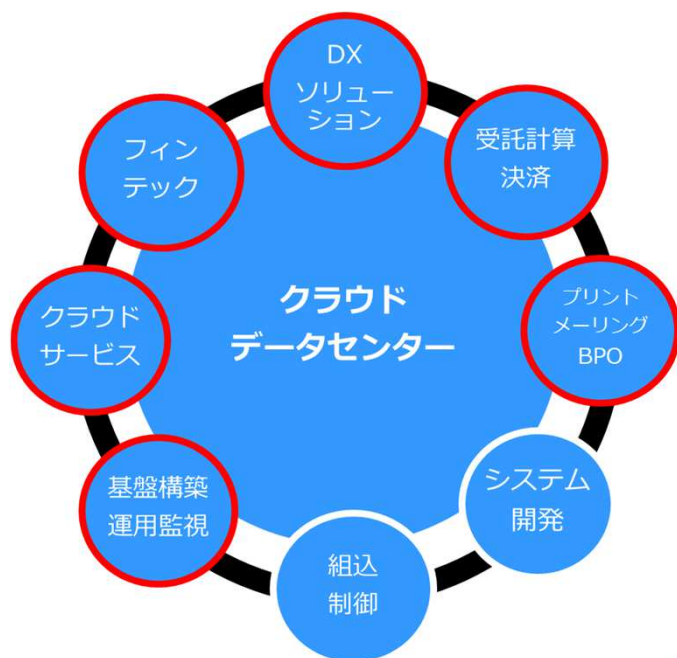 DX
ソリュー
ション
受託計算
決済
プリント
メーリング
BPO
システム
開発
組込
制御
基盤構築
運用監視
クラウド
サービス
フィン
テック
クラウド
データセンター